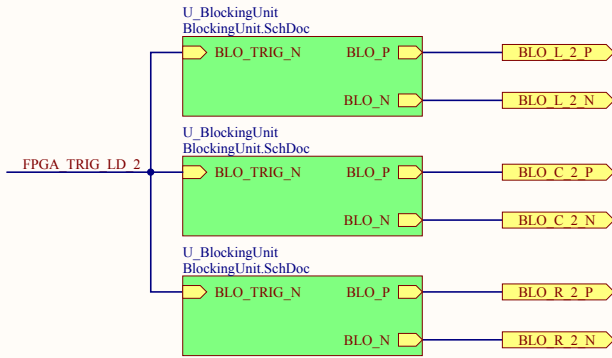 U_BlockingUnit
BlockingUnit.SchDoc
BLO_TRIG_N BLO_P BLO_L_2_P
BLO_N BLO_L_2_N
U_BlockingUnit
BlockingUnit.SchDoc
FPGA_TRIG_LD_2 BLO_TRIG_N BLO_P BLO_C_2_P
BLO_N BLO_C_2_N
U_BlockingUnit
BlockingUnit.SchDoc
BLO_TRIG_N BLO_P BLO_R_2_P
BLO_N BLO_R_2_N